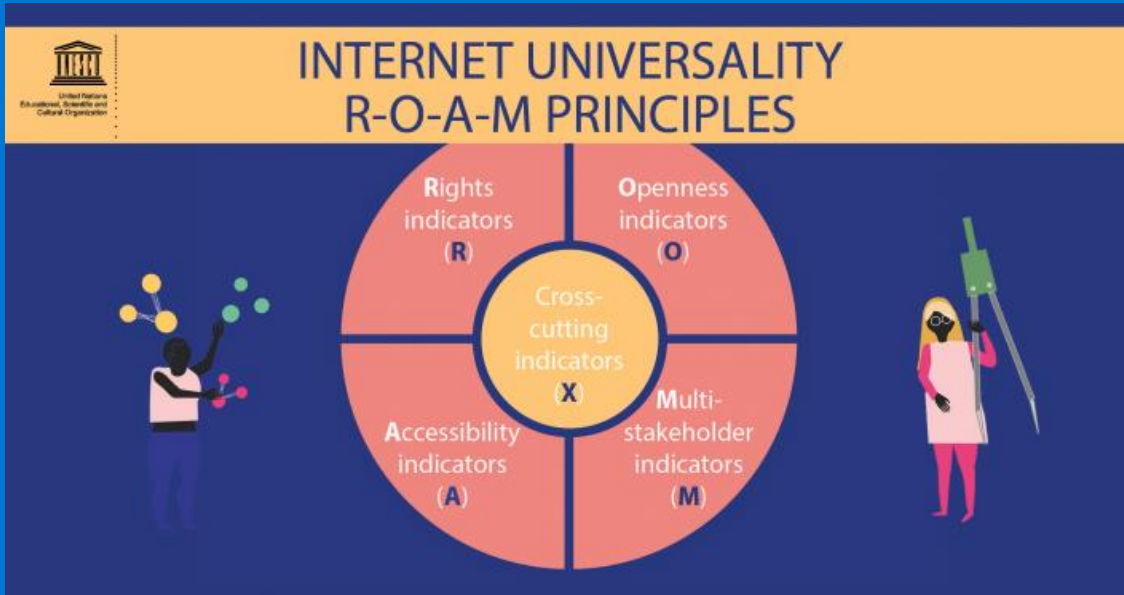 United Nations
Educational, Scientific and
Cultural Organization
INTERNET UNIVERSALITY
R-O-A-M PRINCIPLES
Rights
indicators
(R)
Openness
indicators
(O)
Cross-
cutting
indicators
(X)
Accessibility
indicators
(A)
Multi-
stakeholder
indicators
(M)